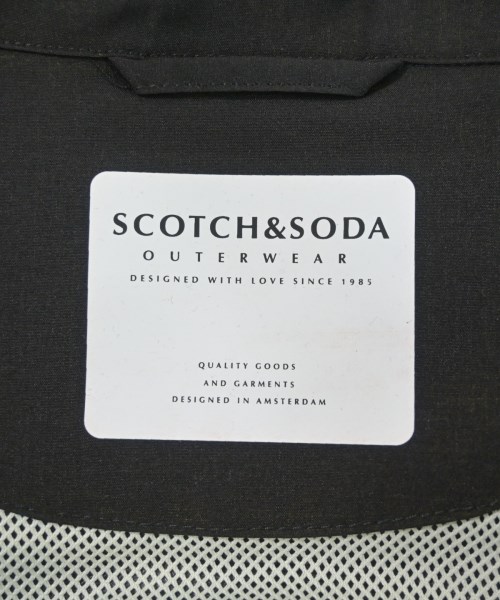 SCOTCH&SODA
OUTERWEAR
DESIGNED WITH LOVE SINCE 1985
QUALITY GOODS
AND GARMENTS
DESIGNED IN AMSTERDAM